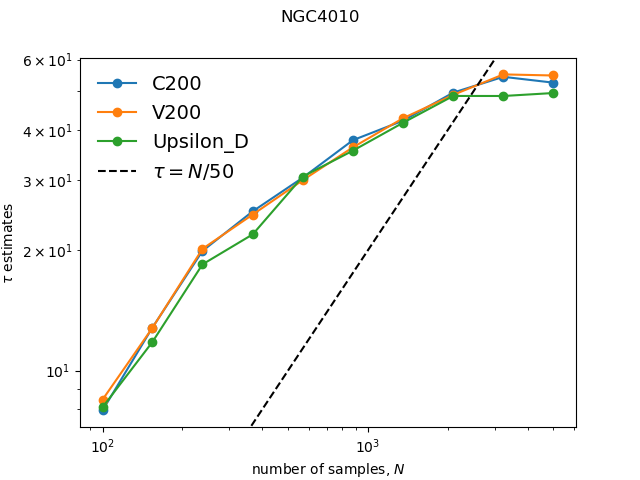 NGC4010
6 × 10¹
4 × 10¹
3 × 10¹
2 × 10¹
10¹
τ estimates
C200
V200
Upsilon_D
τ = N/50
10² 10³
number of samples, N